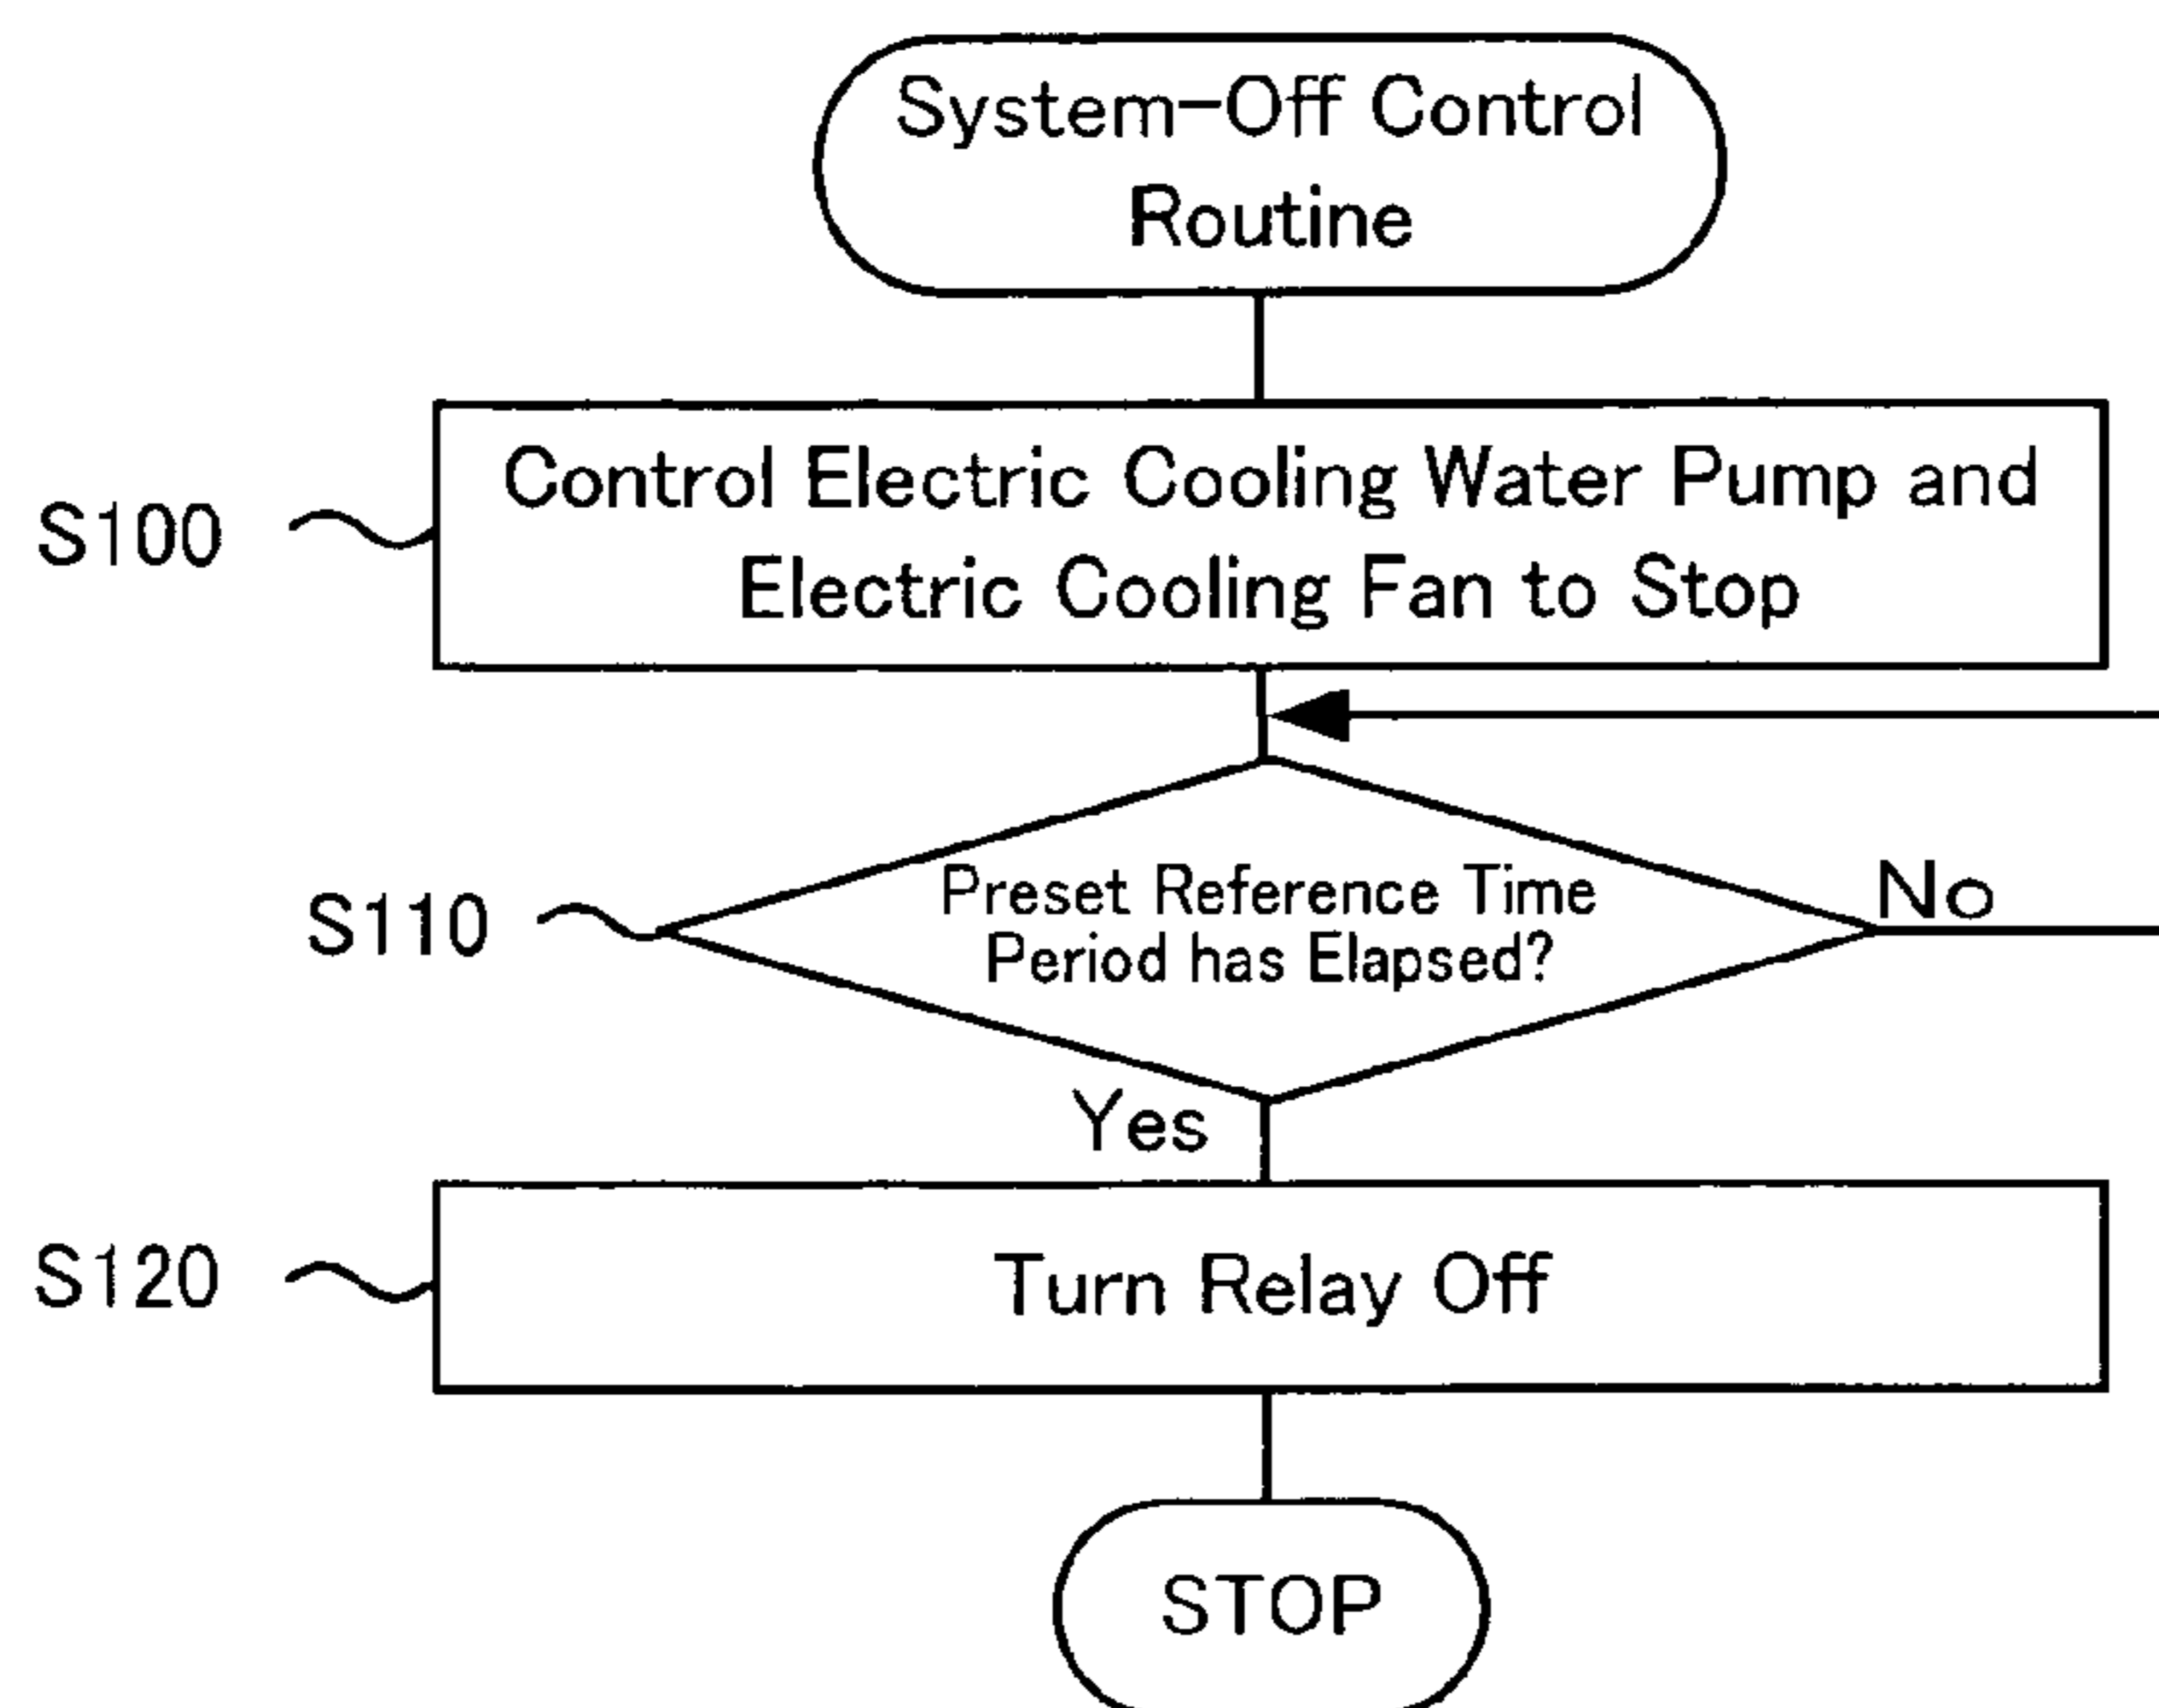 System-Off Control
Routine
S100
Control Electric Cooling Water Pump and
Electric Cooling Fan to Stop
S110
Preset Reference Time
Period has Elapsed?
No
Yes
S120
Turn Relay Off
STOP